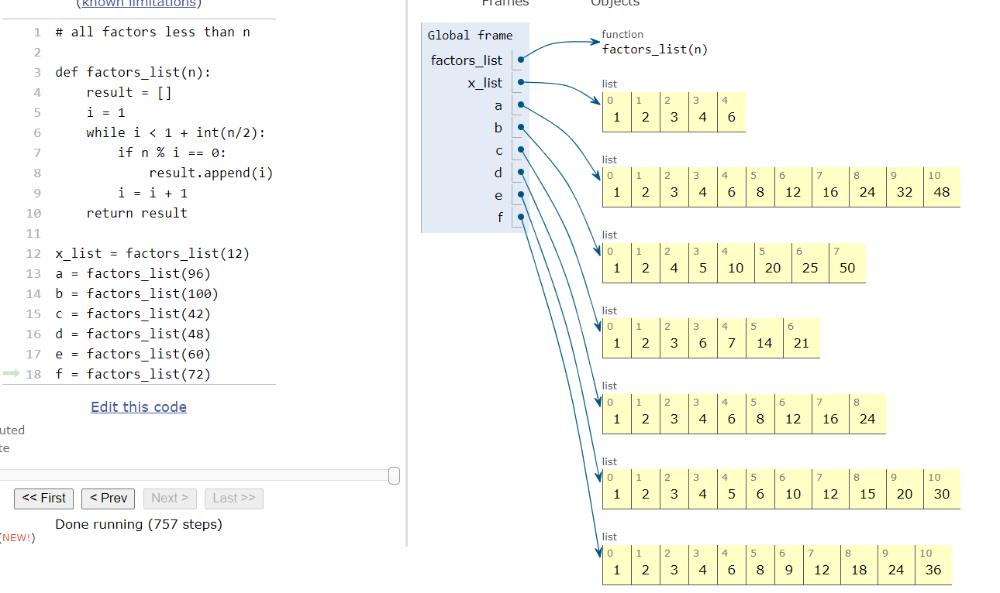 (known limitations)
1 # all factors less than n
2
3 def factors_list(n):
4     result = []
5     i = 1
6     while i < 1 + int(n/2):
7         if n % i == 0:
8             result.append(i)
9         i = i + 1
10     return result
11
12 x_list = factors_list(12)
13 a = factors_list(96)
14 b = factors_list(100)
15 c = factors_list(42)
16 d = factors_list(48)
17 e = factors_list(60)
18 f = factors_list(72)
Edit this code
uted
te
<< First < Prev Next > Last >>
Done running (757 steps)
(NEW!)
Frames Objects
Global frame
factors_list
x_list
a
b
c
d
e
f
function
factors_list(n)
list
0 1 2 3 4
1 2 3 4 6
list
0 1 2 3 4 5 6 7 8 9 10
1 2 3 4 6 8 12 16 24 32 48
list
0 1 2 3 4 5 6 7
1 2 4 5 10 20 25 50
list
0 1 2 3 4 5 6
1 2 3 6 7 14 21
list
0 1 2 3 4 5 6 7 8
1 2 3 4 6 8 12 16 24
list
0 1 2 3 4 5 6 7 8 9 10
1 2 3 4 5 6 10 12 15 20 30
list
0 1 2 3 4 5 6 7 8 9 10
1 2 3 4 6 8 9 12 18 24 36